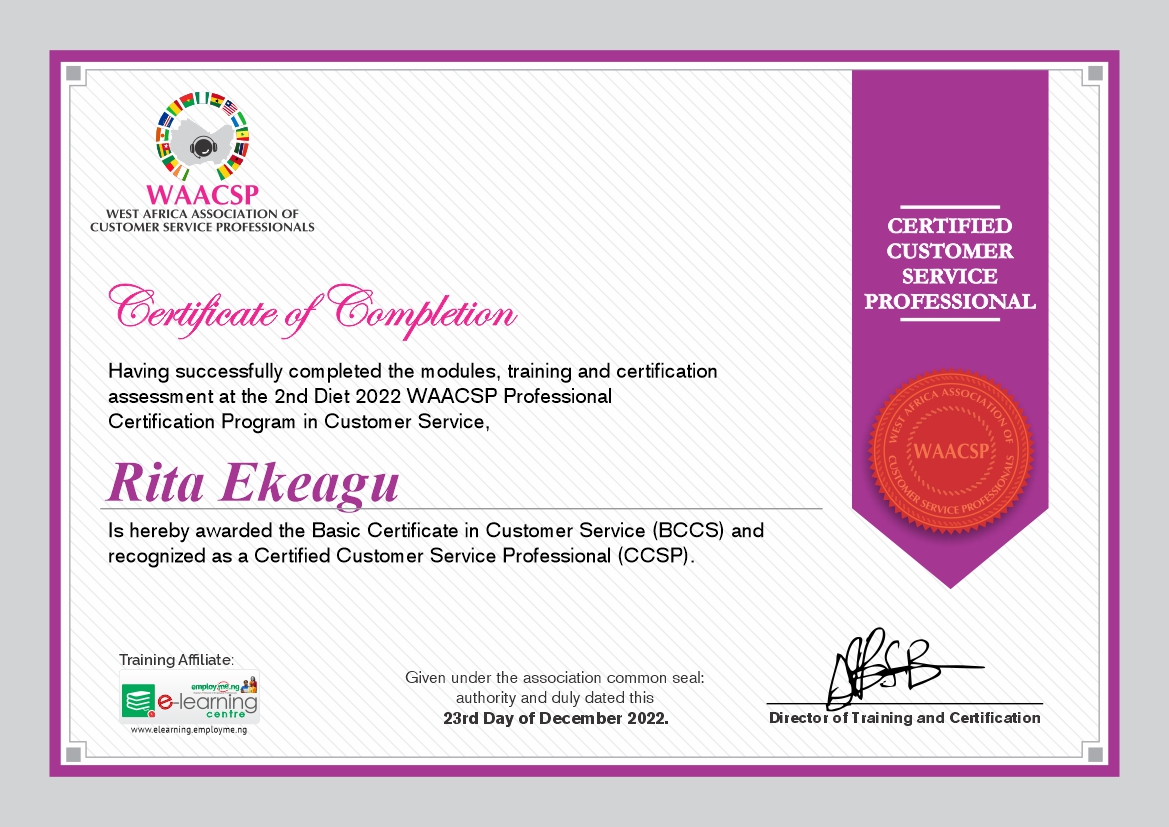 WAACSP
WEST AFRICA ASSOCIATION OF
CUSTOMER SERVICE PROFESSIONALS
CERTIFIED
CUSTOMER
SERVICE
PROFESSIONAL
Certificate of Completion
Having successfully completed the modules, training and certification
assessment at the 2nd Diet 2022 WAACSP Professional
Certification Program in Customer Service,
WEST AFRICA ASSOCIATION OF
WAACSP
CUSTOMER SERVICE PROFESSIONALS
Rita Ekeagu
Is hereby awarded the Basic Certificate in Customer Service (BCCS) and
recognized as a Certified Customer Service Professional (CCSP).
Training Affiliate:
employ.me.ng
e-learning
centre
www.elearning.employme.ng
Given under the association common seal:
authority and duly dated this
23rd Day of December 2022.
Director of Training and Certification